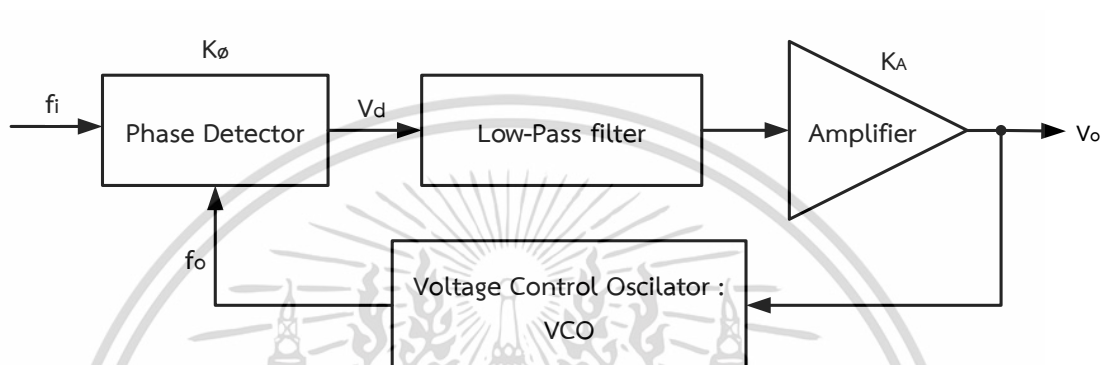 Kø
KA
fi
Vd
Phase Detector
Low-Pass filter
Amplifier
Vo
fo
Voltage Control Oscilator :
VCO